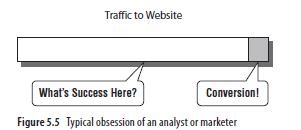 Traffic to Website
What's Success Here?
Conversion!
Figure 5.5 Typical obsession of an analyst or marketer